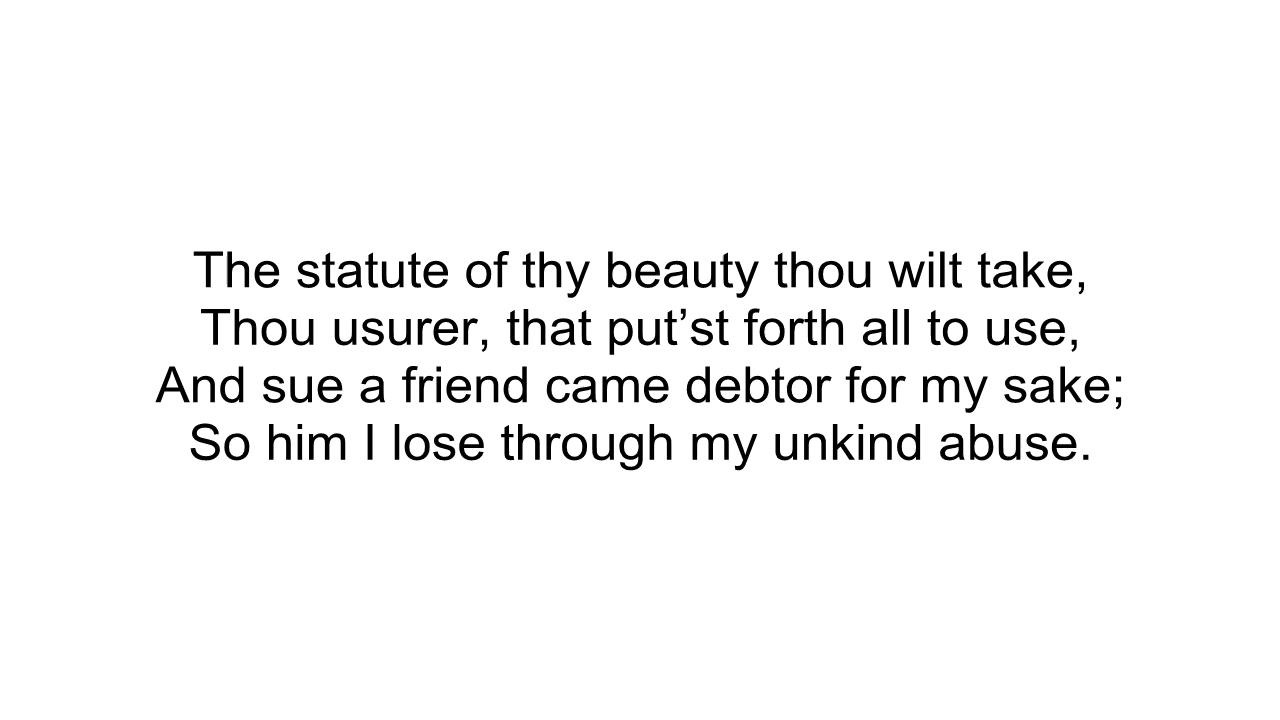 The statute of thy beauty thou wilt take,
Thou usurer, that put’st forth all to use,
And sue a friend came debtor for my sake;
So him I lose through my unkind abuse.